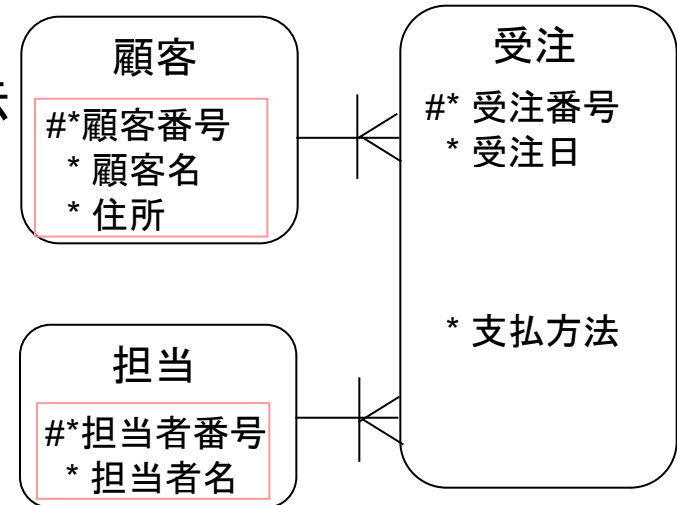 顧客
#*顧客番号
* 顧客名
* 住所
受注
#* 受注番号
* 受注日
* 支払方法
担当
#*担当者番号
* 担当者名